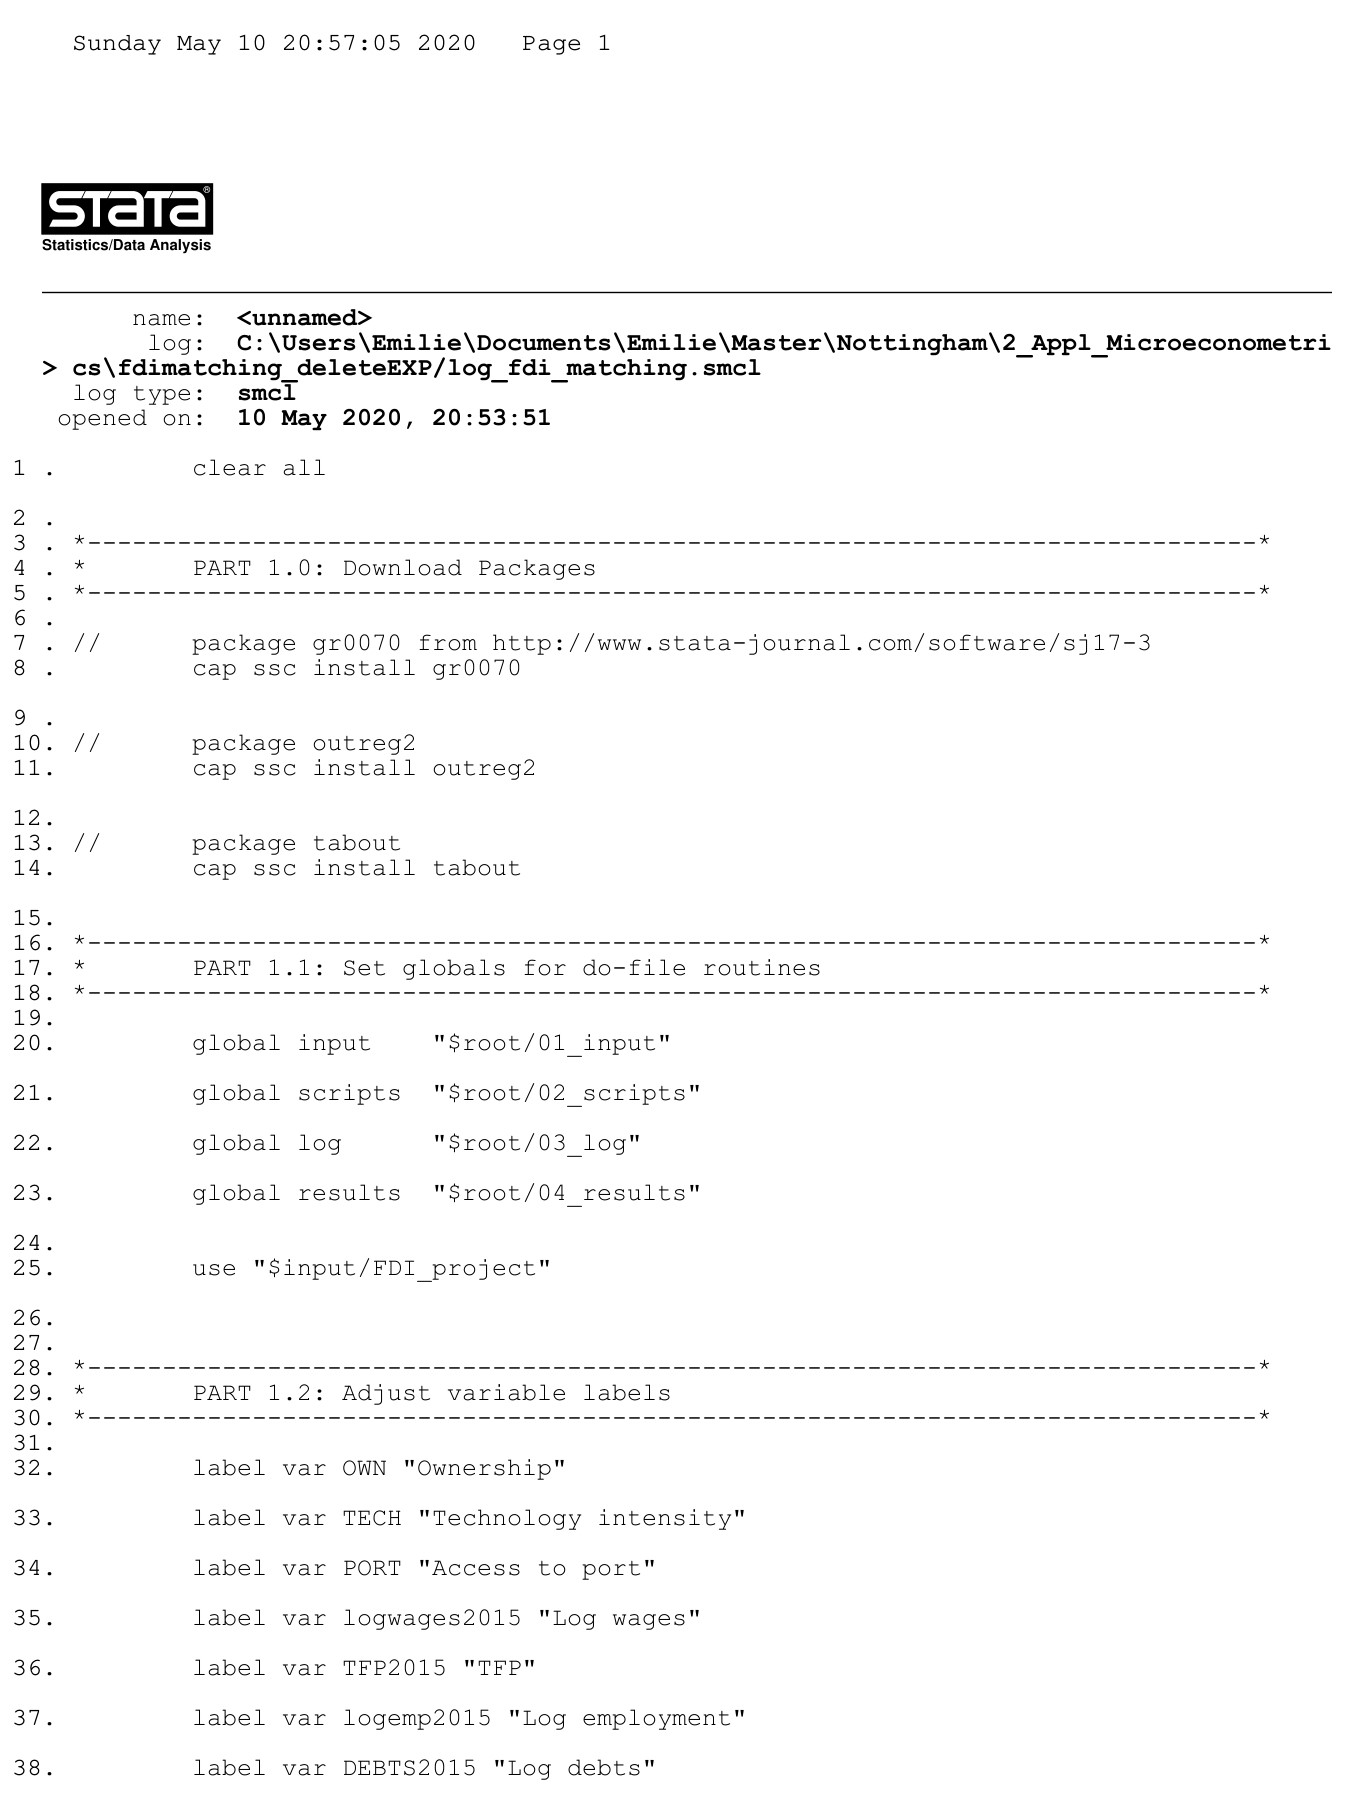 Sunday May 10 20:57:05 2020   Page 1
STATA®
Statistics/Data Analysis
      name:  <unnamed>
       log:  C:\Users\Emilie\Documents\Emilie\Master\Nottingham\2_Appl_Microeconometri
> cs\fdimatching_deleteEXP/log_fdi_matching.smcl
  log type:  smcl
 opened on:  10 May 2020, 20:53:51
1 .         clear all
2 .
3 . *------------------------------------------------------------------------------*
4 . *       PART 1.0: Download Packages
5 . *------------------------------------------------------------------------------*
6 .
7 . //      package gr0070 from http://www.stata-journal.com/software/sj17-3
8 .         cap ssc install gr0070
9 .
10. //      package outreg2
11.         cap ssc install outreg2
12.
13. //      package tabout
14.         cap ssc install tabout
15.
16. *------------------------------------------------------------------------------*
17. *       PART 1.1: Set globals for do-file routines
18. *------------------------------------------------------------------------------*
19.
20.         global input    "$root/01_input"
21.         global scripts  "$root/02_scripts"
22.         global log      "$root/03_log"
23.         global results  "$root/04_results"
24.
25.         use "$input/FDI_project"
26.
27.
28. *------------------------------------------------------------------------------*
29. *       PART 1.2: Adjust variable labels
30. *------------------------------------------------------------------------------*
31.
32.         label var OWN "Ownership"
33.         label var TECH "Technology intensity"
34.         label var PORT "Access to port"
35.         label var logwages2015 "Log wages"
36.         label var TFP2015 "TFP"
37.         label var logemp2015 "Log employment"
38.         label var DEBTS2015 "Log debts"